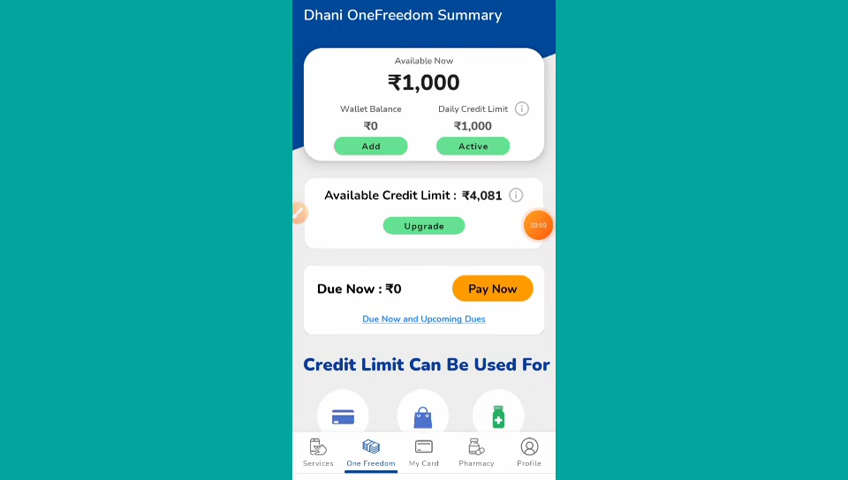 Dhani OneFreedom Summary
Available Now
₹1,000
Wallet Balance
Daily Credit Limit
₹0
₹1,000
Add
Active
Available Credit Limit : ₹4,081
Upgrade
Due Now : ₹0
Pay Now
Due Now and Upcoming Dues
Credit Limit Can Be Used For
Services
One Freedom
My Card
Pharmacy
Profile